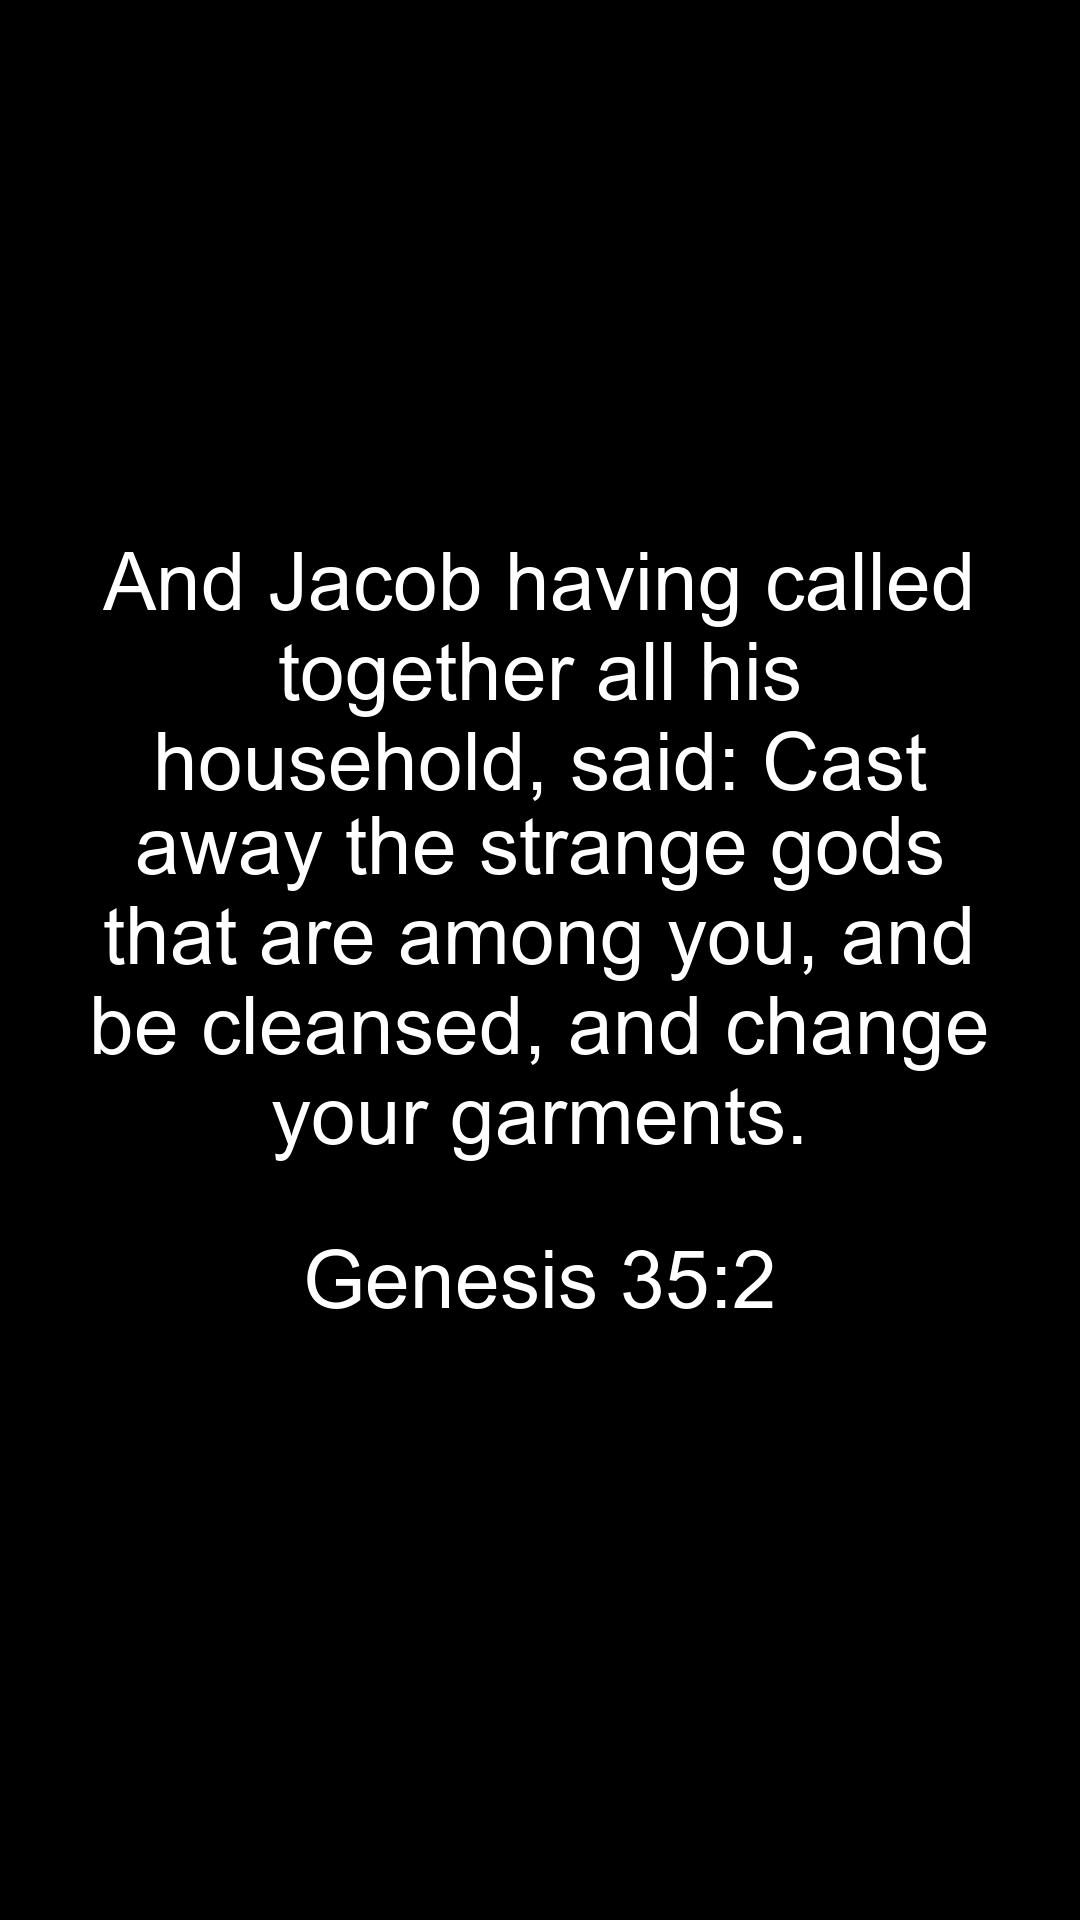 And Jacob having called
together all his
household, said: Cast
away the strange gods
that are among you, and
be cleansed, and change
your garments.
Genesis 35:2